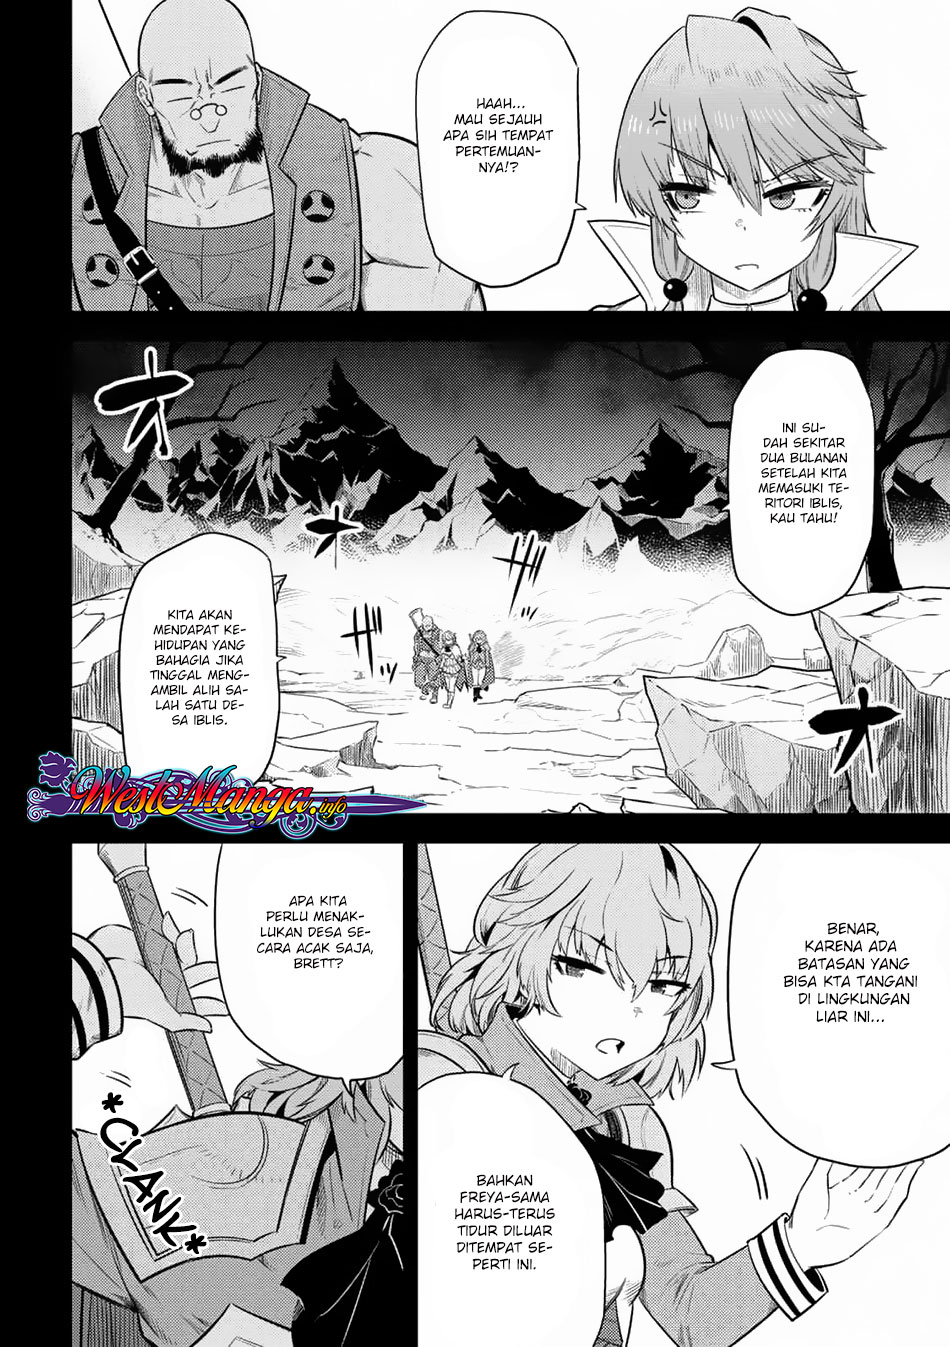 HAAH...
MAU SEJAUH
APA SIH TEMPAT
PERTEMUAN-
NYA!?
INI SU-
DAH SEKITAR
DUA BULANAN
SETELAH KITA
MEMASUKI TE-
RITORI IBLIS,
KAU TAHU!
オ
オ
オ
KITA AKAN
MENDAPAT KE-
HIDUPAN YANG
BAHAGIA JIKA
TINGGAL MENG-
AMBIL ALIH SA-
LAH SATU DE-
SA IBLIS.
WestManga.info
APA KITA
PERLU MENAK-
LUKAN DESA SE-
CARA ACAK SAJA,
BRETT?
*CLANK*
BENAR,
KARENA ADA
BATASAN YANG
BISA KTA TANGANI
DI LINGKUNGAN
LIAR INI...
BAHKAN
FREYA-SAMA
HARUS-TERUS
TIDUR DILUAR
DITEMPAT SE-
PERTI INI.